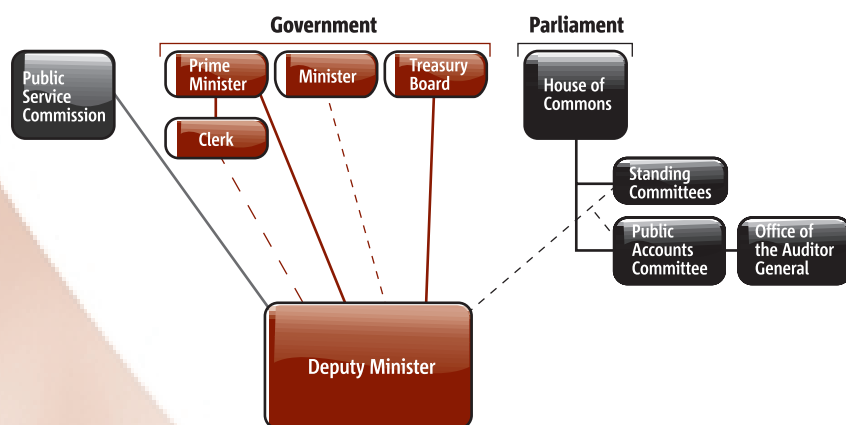 Government
Parliament
Public
Service
Commission
Prime
Minister
Minister
Treasury
Board
House of
Commons
Clerk
Standing
Committees
Public
Accounts
Committee
Office of
the Auditor
General
Deputy Minister